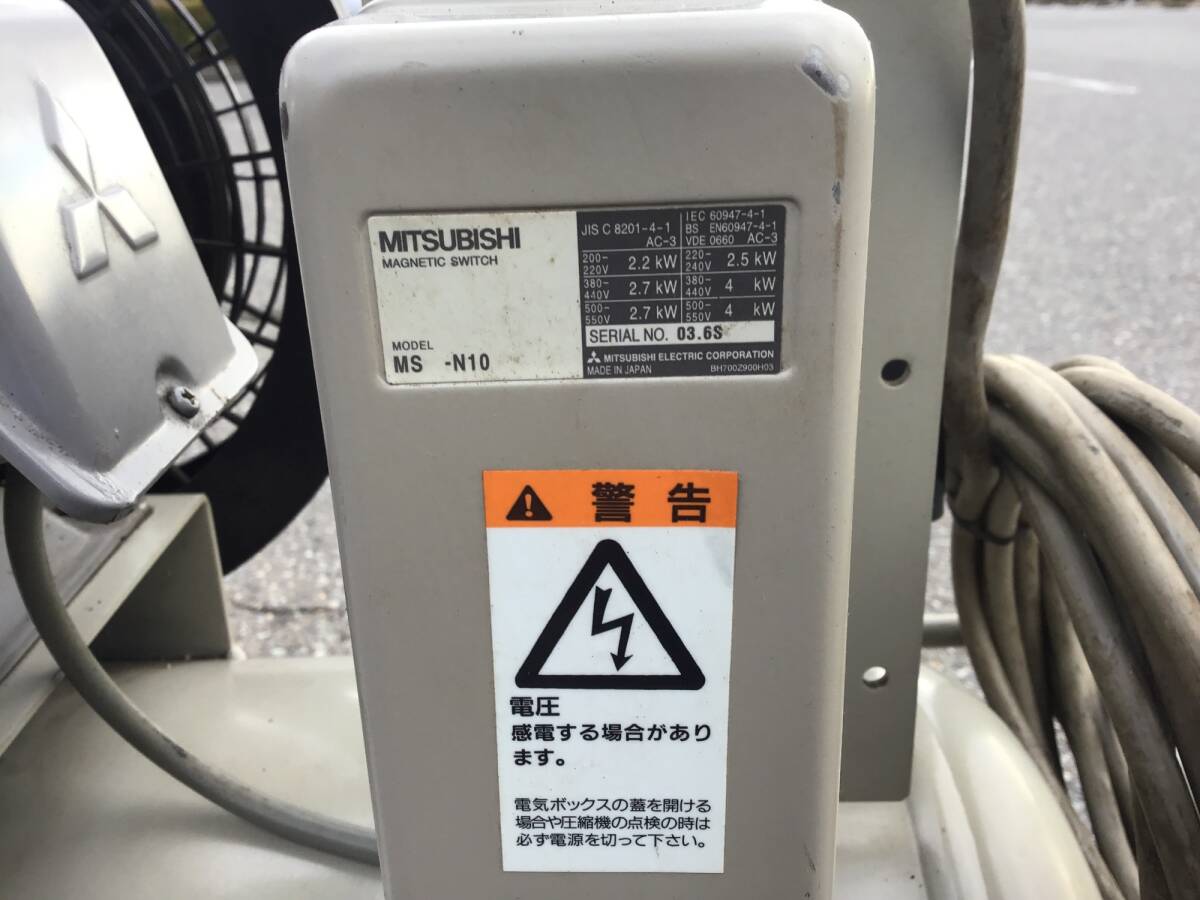 MITSUBISHI
MAGNETIC SWITCH
MODEL
MS -N10
JIS C 8201-4-1
AC-3
IEC 60947-4-1
BS EN60947-4-1
VDE 0660 AC-3
200-220V 2.2 kW 220-240V 2.5 kW
380-440V 2.7 kW 380-440V 4 kW
500-550V 2.7 kW 500-550V 4 kW
SERIAL NO. 03.6S
MITSUBISHI ELECTRIC CORPORATION
MADE IN JAPAN BH700Z900H03
警告
電圧
感電する場合があり
ます。
電気ボックスの蓋を開ける
場合や圧縮機の点検の時は
必ず電源を切って下さい。